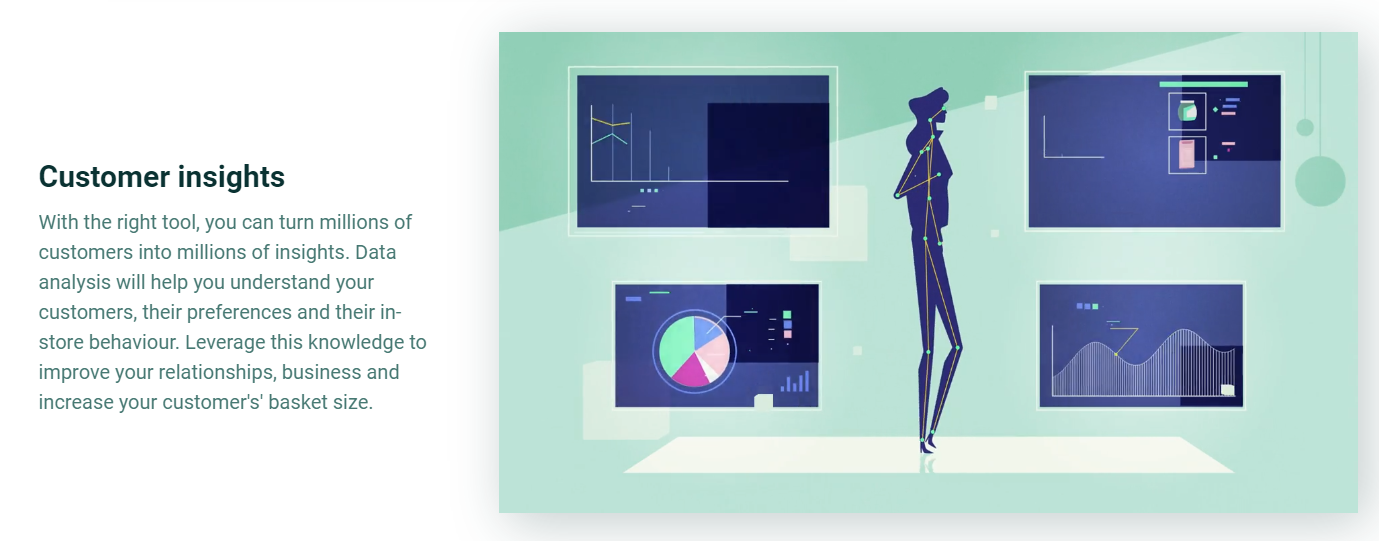 Customer insights
With the right tool, you can turn millions of
customers into millions of insights. Data
analysis will help you understand your
customers, their preferences and their in-
store behaviour. Leverage this knowledge to
improve your relationships, business and
increase your customer's' basket size.